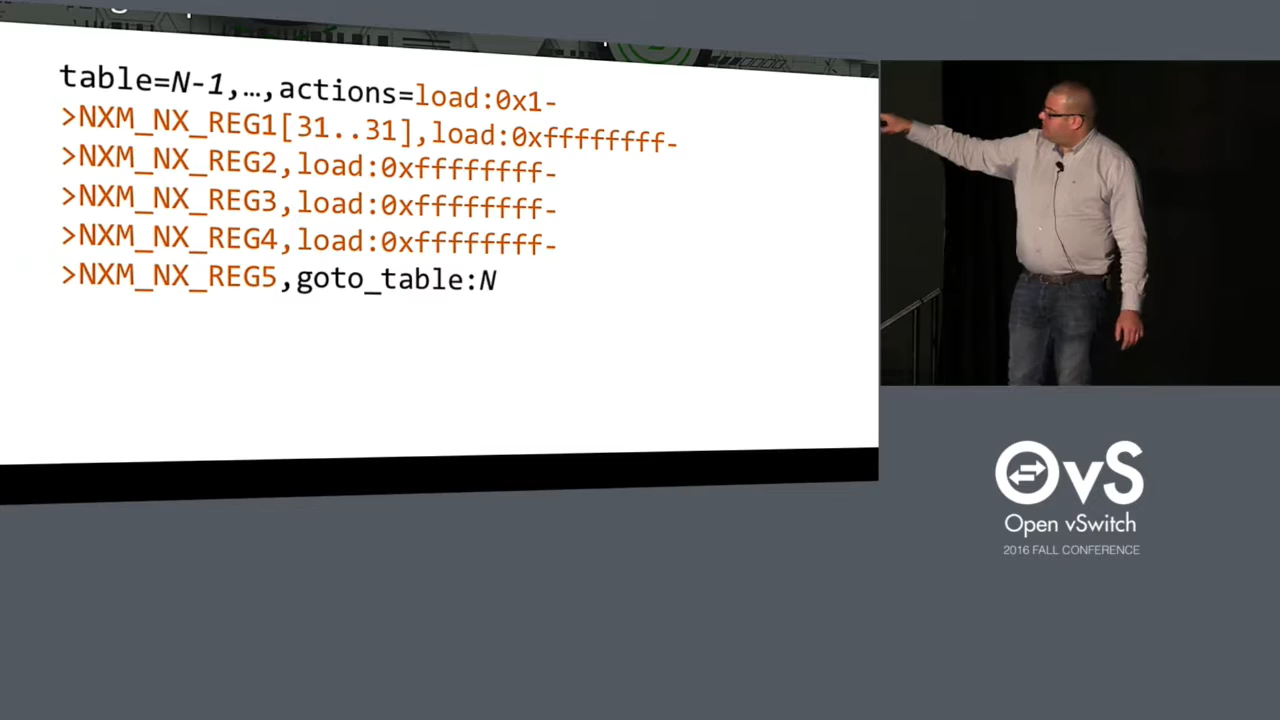 table=N-1,…,actions=load:0x1-
>NXM_NX_REG1[31..31],load:0xffffffff-
>NXM_NX_REG2,load:0xffffffff-
>NXM_NX_REG3,load:0xffffffff-
>NXM_NX_REG4,load:0xffffffff-
>NXM_NX_REG5,goto_table:N
OvS
Open vSwitch
2016 FALL CONFERENCE